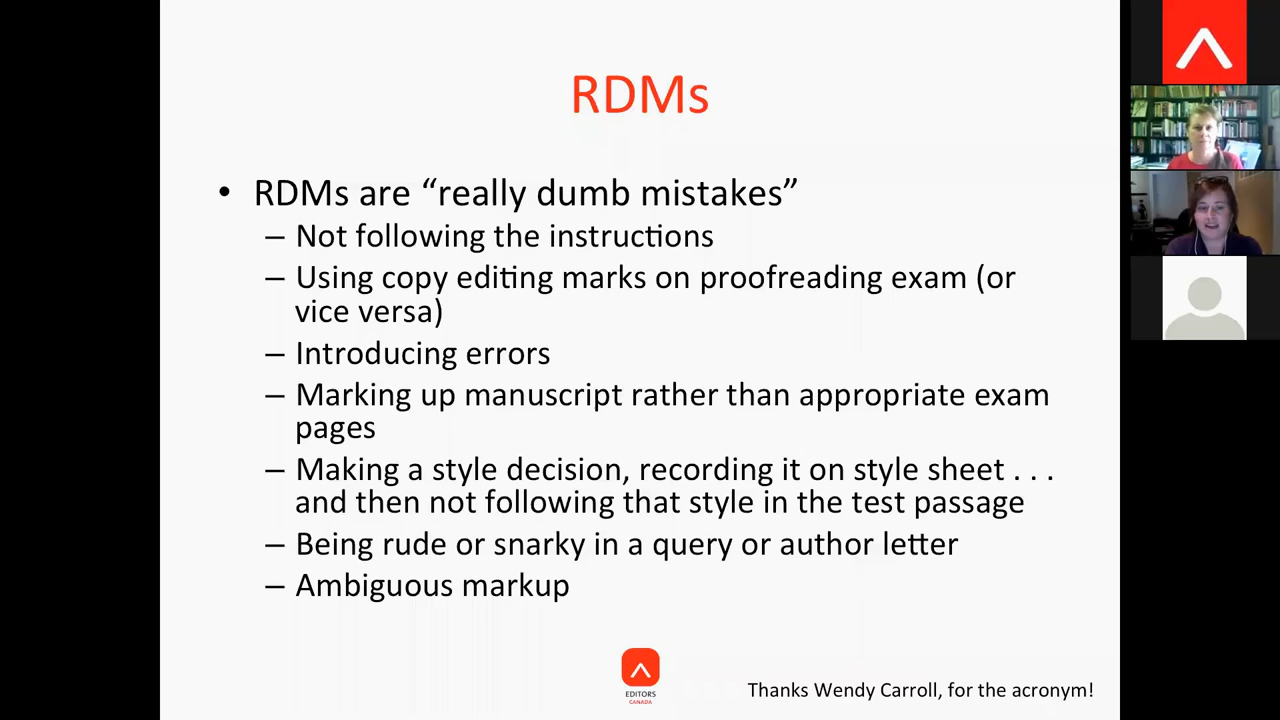 RDMs
• RDMs are “really dumb mistakes”
– Not following the instructions
– Using copy editing marks on proofreading exam (or
vice versa)
– Introducing errors
– Marking up manuscript rather than appropriate exam
pages
– Making a style decision, recording it on style sheet . . .
and then not following that style in the test passage
– Being rude or snarky in a query or author letter
– Ambiguous markup
EDITORS
CANADA
Thanks Wendy Carroll, for the acronym!